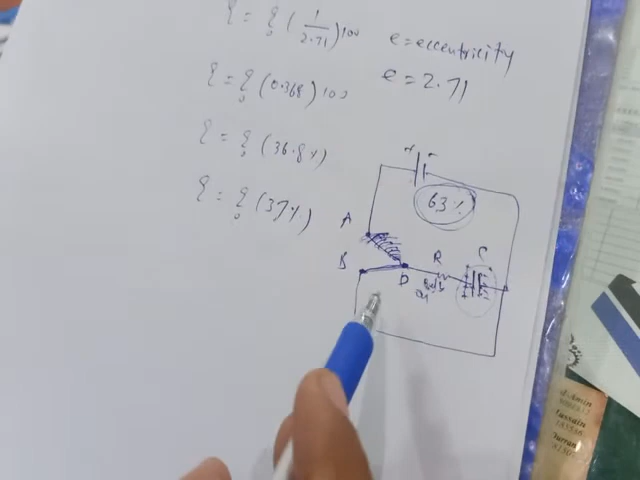 q = q₀ (1/2.71) 100
e = eccentricity
q = q₀ (0.368) 100
e = 2.71
q = q₀ (36.8%)
q = q₀ (37%)
+ -
63%
A
B
D
R
C
+